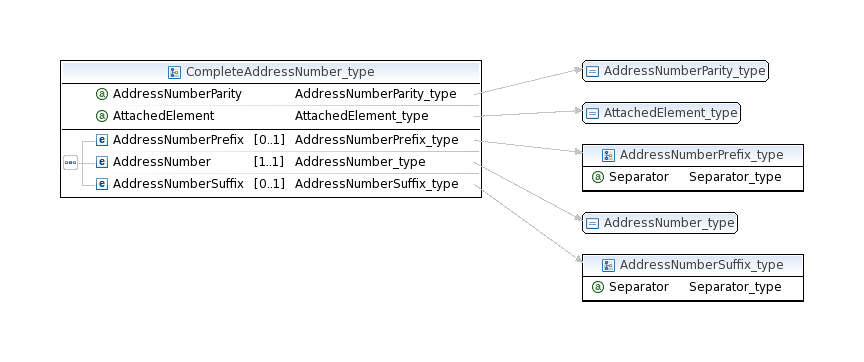 CompleteAddressNumber_type
a AddressNumberParity AddressNumberParity_type
a AttachedElement AttachedElement_type
e AddressNumberPrefix [0..1] AddressNumberPrefix_type
e AddressNumber [1..1] AddressNumber_type
e AddressNumberSuffix [0..1] AddressNumberSuffix_type
AddressNumberParity_type
AttachedElement_type
AddressNumberPrefix_type
a Separator Separator_type
AddressNumber_type
AddressNumberSuffix_type
a Separator Separator_type